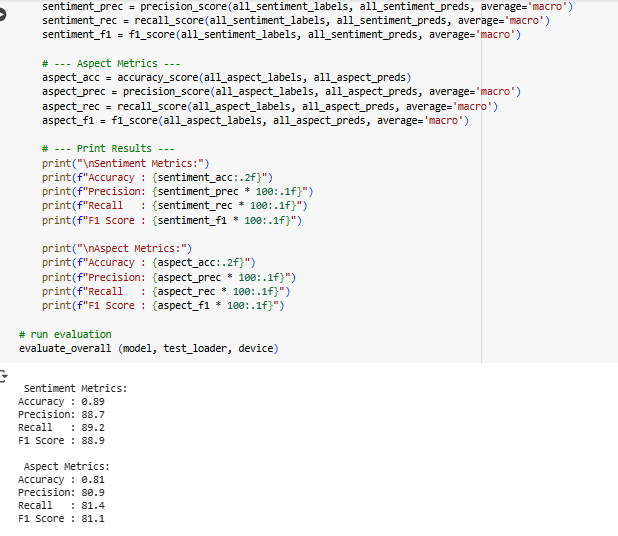 sentiment_prec = precision_score(all_sentiment_labels, all_sentiment_preds, average='macro')
sentiment_rec = recall_score(all_sentiment_labels, all_sentiment_preds, average='macro')
sentiment_f1 = f1_score(all_sentiment_labels, all_sentiment_preds, average='macro')
# --- Aspect Metrics ---
aspect_acc = accuracy_score(all_aspect_labels, all_aspect_preds)
aspect_prec = precision_score(all_aspect_labels, all_aspect_preds, average='macro')
aspect_rec = recall_score(all_aspect_labels, all_aspect_preds, average='macro')
aspect_f1 = f1_score(all_aspect_labels, all_aspect_preds, average='macro')
# --- Print Results ---
print("\nSentiment Metrics:")
print(f"Accuracy : {sentiment_acc:.2f}")
print(f"Precision: {sentiment_prec * 100:.1f}")
print(f"Recall   : {sentiment_rec * 100:.1f}")
print(f"F1 Score : {sentiment_f1 * 100:.1f}")
print("\nAspect Metrics:")
print(f"Accuracy : {aspect_acc:.2f}")
print(f"Precision: {aspect_prec * 100:.1f}")
print(f"Recall   : {aspect_rec * 100:.1f}")
print(f"F1 Score : {aspect_f1 * 100:.1f}")
# run evaluation
evaluate_overall (model, test_loader, device)
Sentiment Metrics:
Accuracy : 0.89
Precision: 88.7
Recall   : 89.2
F1 Score : 88.9
Aspect Metrics:
Accuracy : 0.81
Precision: 80.9
Recall   : 81.4
F1 Score : 81.1